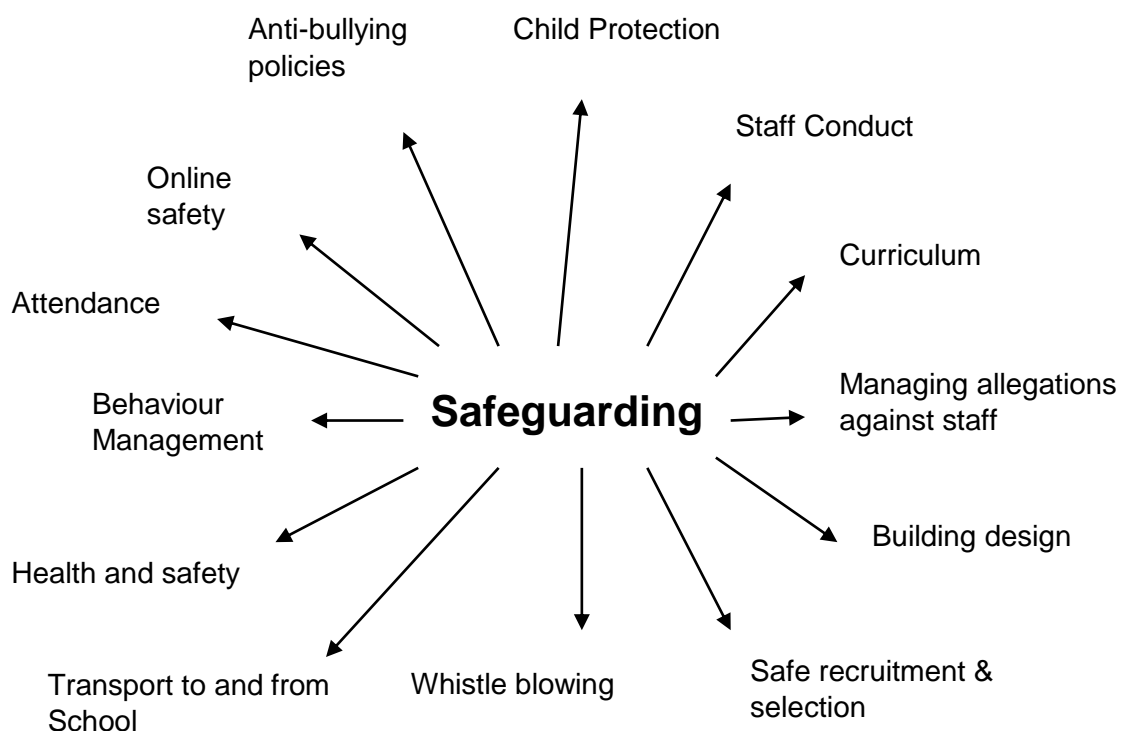 Anti-bullying
policies
Child Protection
Staff Conduct
Online
safety
Curriculum
Attendance
Managing allegations
against staff
Behaviour
Management
Safeguarding
Building design
Health and safety
Transport to and from
School
Whistle blowing
Safe recruitment &
selection